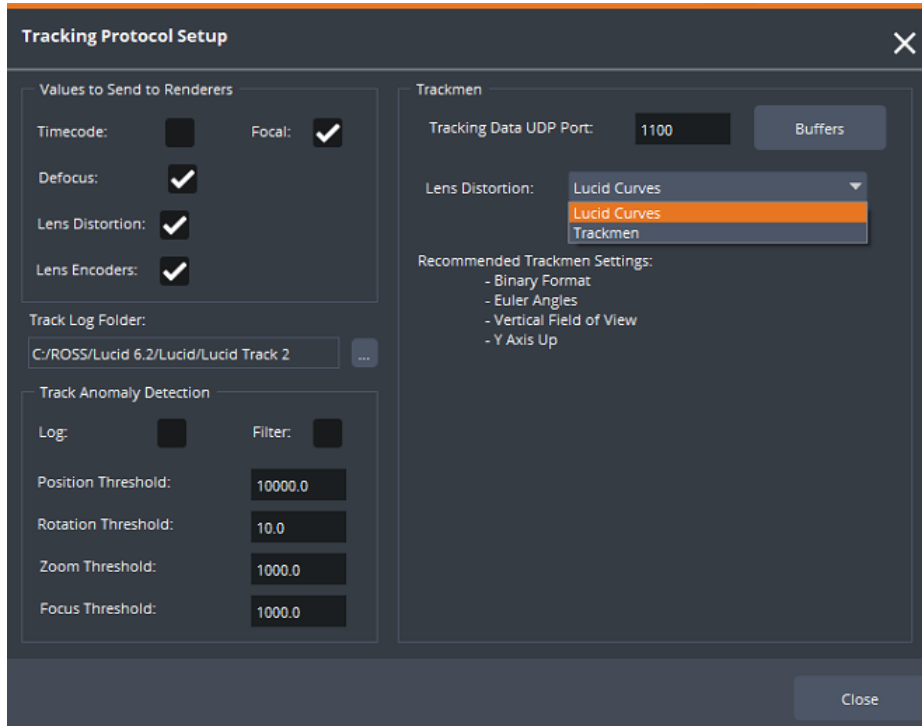 Tracking Protocol Setup
Values to Send to Renderers
Timecode:
Focal:
Defocus:
Lens Distortion:
Lens Encoders:
Track Log Folder:
C:/ROSS/Lucid 6.2/Lucid/Lucid Track 2
...
Track Anomaly Detection
Log:
Filter:
Position Threshold: 10000.0
Rotation Threshold: 10.0
Zoom Threshold: 1000.0
Focus Threshold: 1000.0
Trackmen
Tracking Data UDP Port: 1100 Buffers
Lens Distortion: Lucid Curves
Lucid Curves
Trackmen
Recommended Trackmen Settings:
- Binary Format
- Euler Angles
- Vertical Field of View
- Y Axis Up
Close